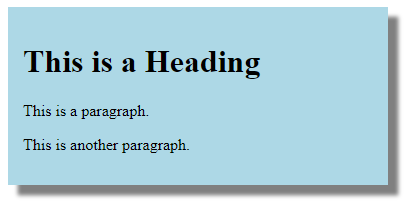 This is a Heading
This is a paragraph.
This is another paragraph.